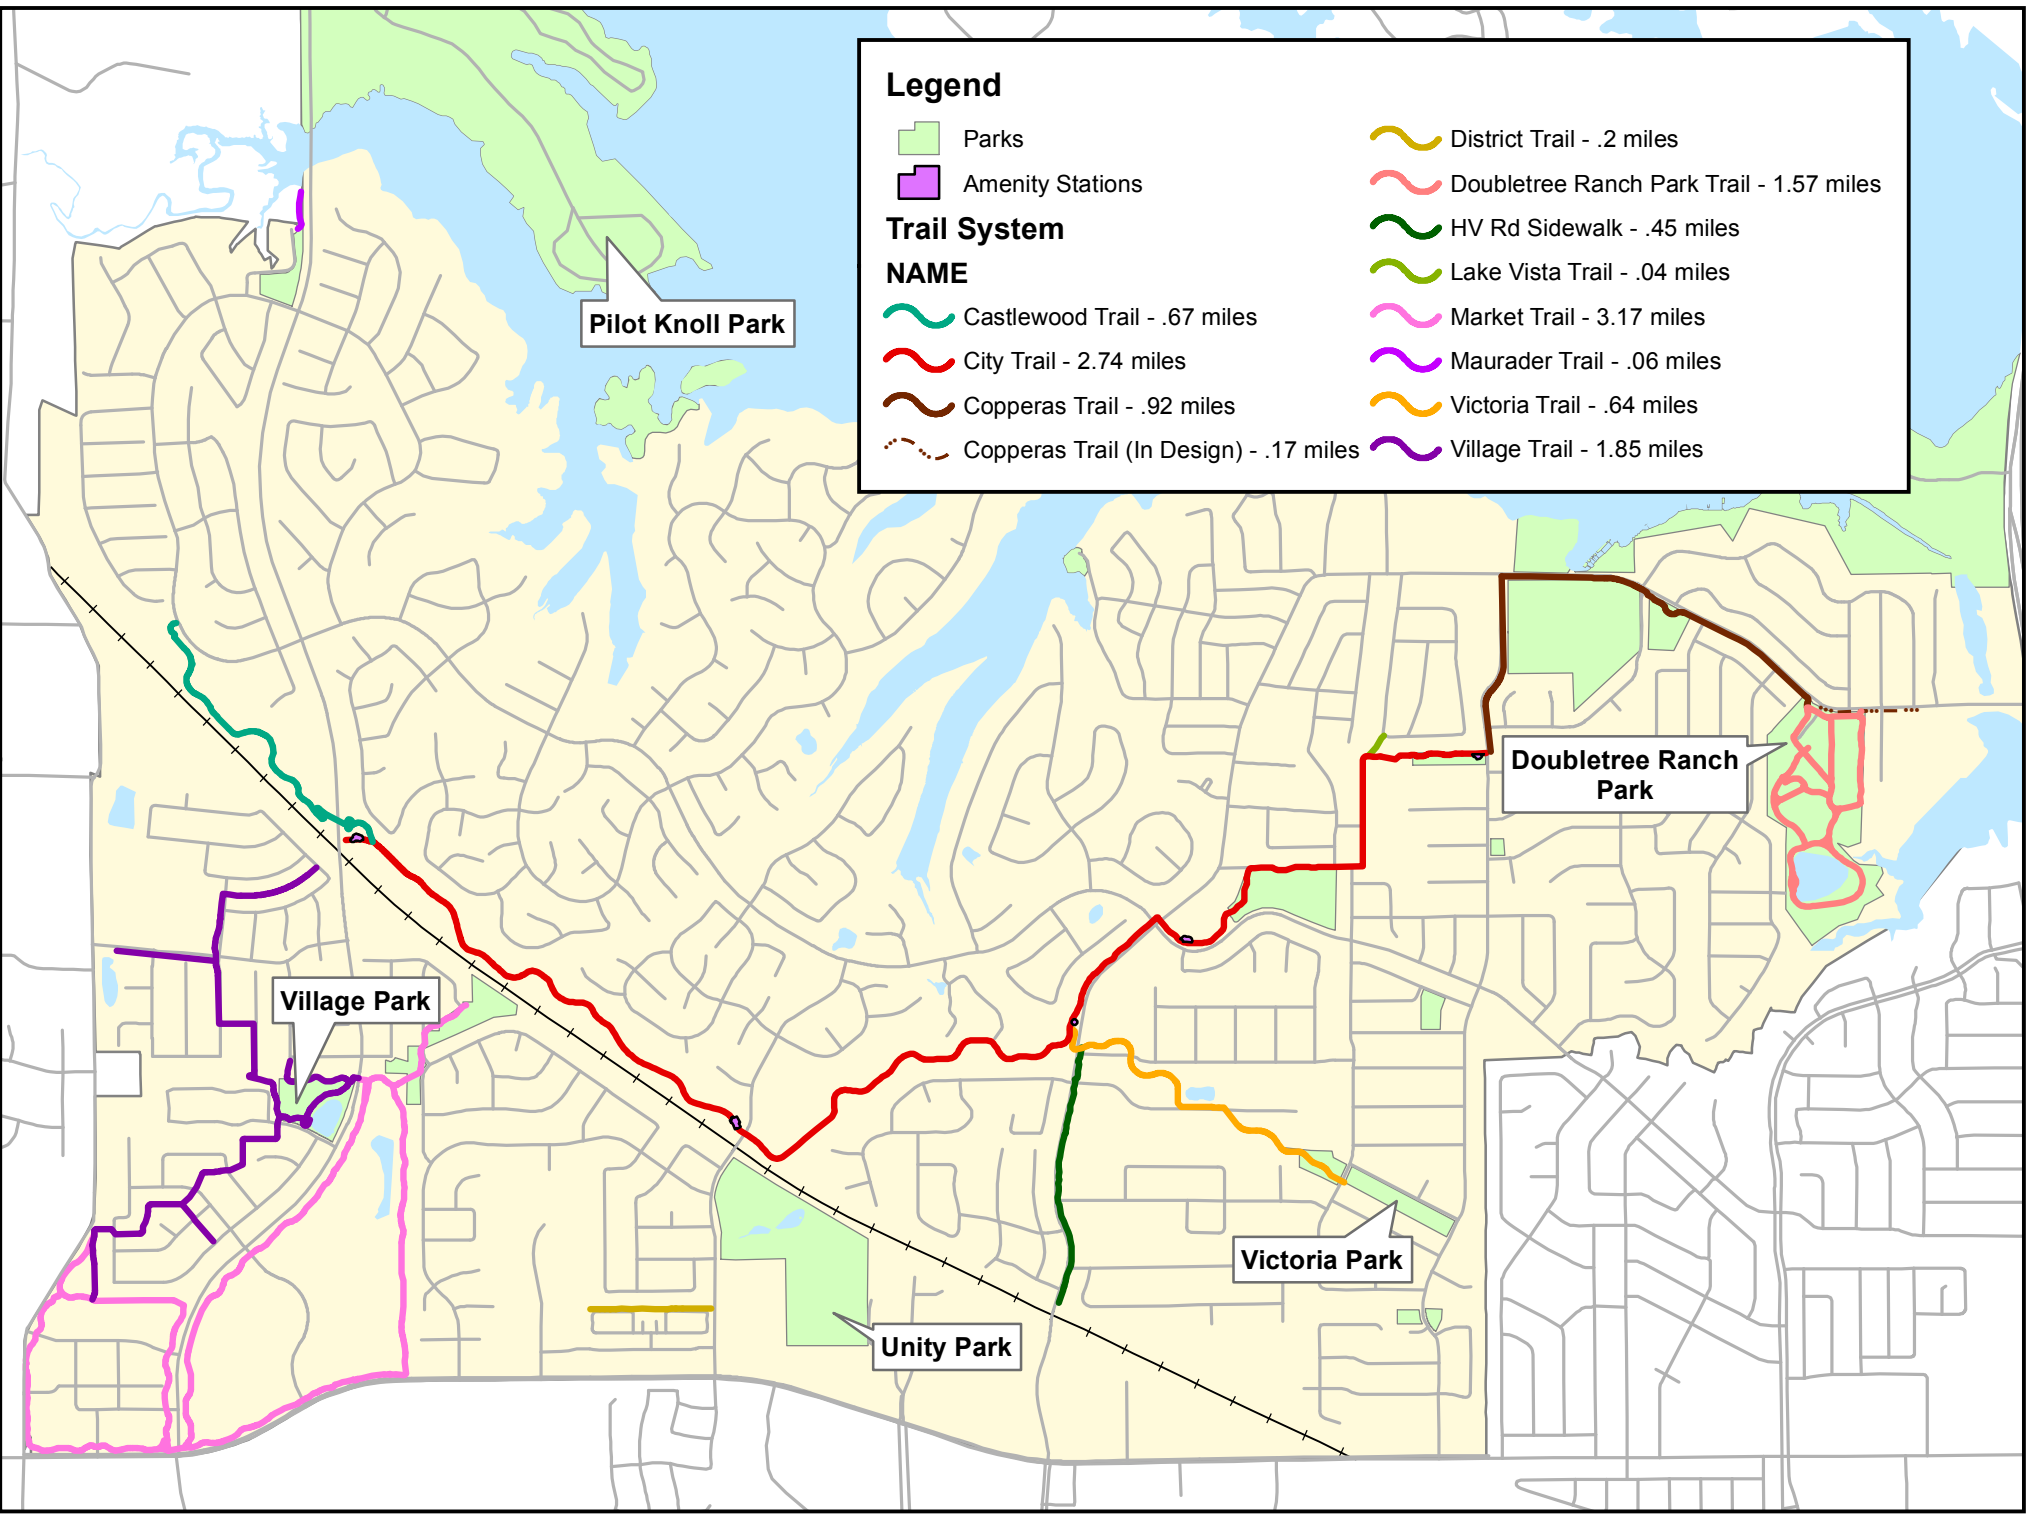 Legend
Parks
Amenity Stations
Trail System
NAME
Castlewood Trail - .67 miles
City Trail - 2.74 miles
Copperas Trail - .92 miles
Copperas Trail (In Design) - .17 miles
District Trail - .2 miles
Doubletree Ranch Park Trail - 1.57 miles
HV Rd Sidewalk - .45 miles
Lake Vista Trail - .04 miles
Market Trail - 3.17 miles
Maurader Trail - .06 miles
Victoria Trail - .64 miles
Village Trail - 1.85 miles
Pilot Knoll Park
Doubletree Ranch
Park
Village Park
Victoria Park
Unity Park